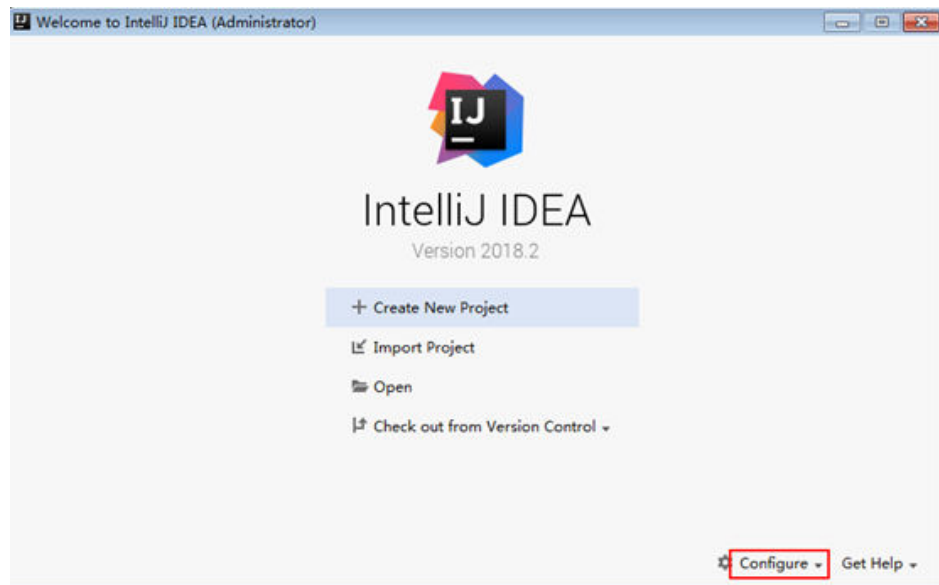 Welcome to IntelliJ IDEA (Administrator)
IJ
IntelliJ IDEA
Version 2018.2
Create New Project
Import Project
Open
Check out from Version Control
Configure Get Help